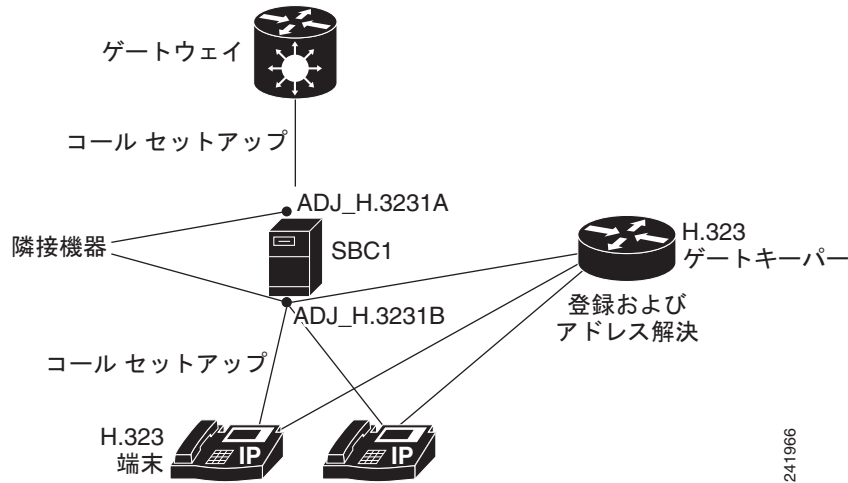 ゲートウェイ
コール セットアップ
ADJ_H.3231A
隣接機器
SBC1
H.323
ゲートキーパー
ADJ_H.3231B
登録および
アドレス解決
コール セットアップ
H.323
端末
IP
IP
241966